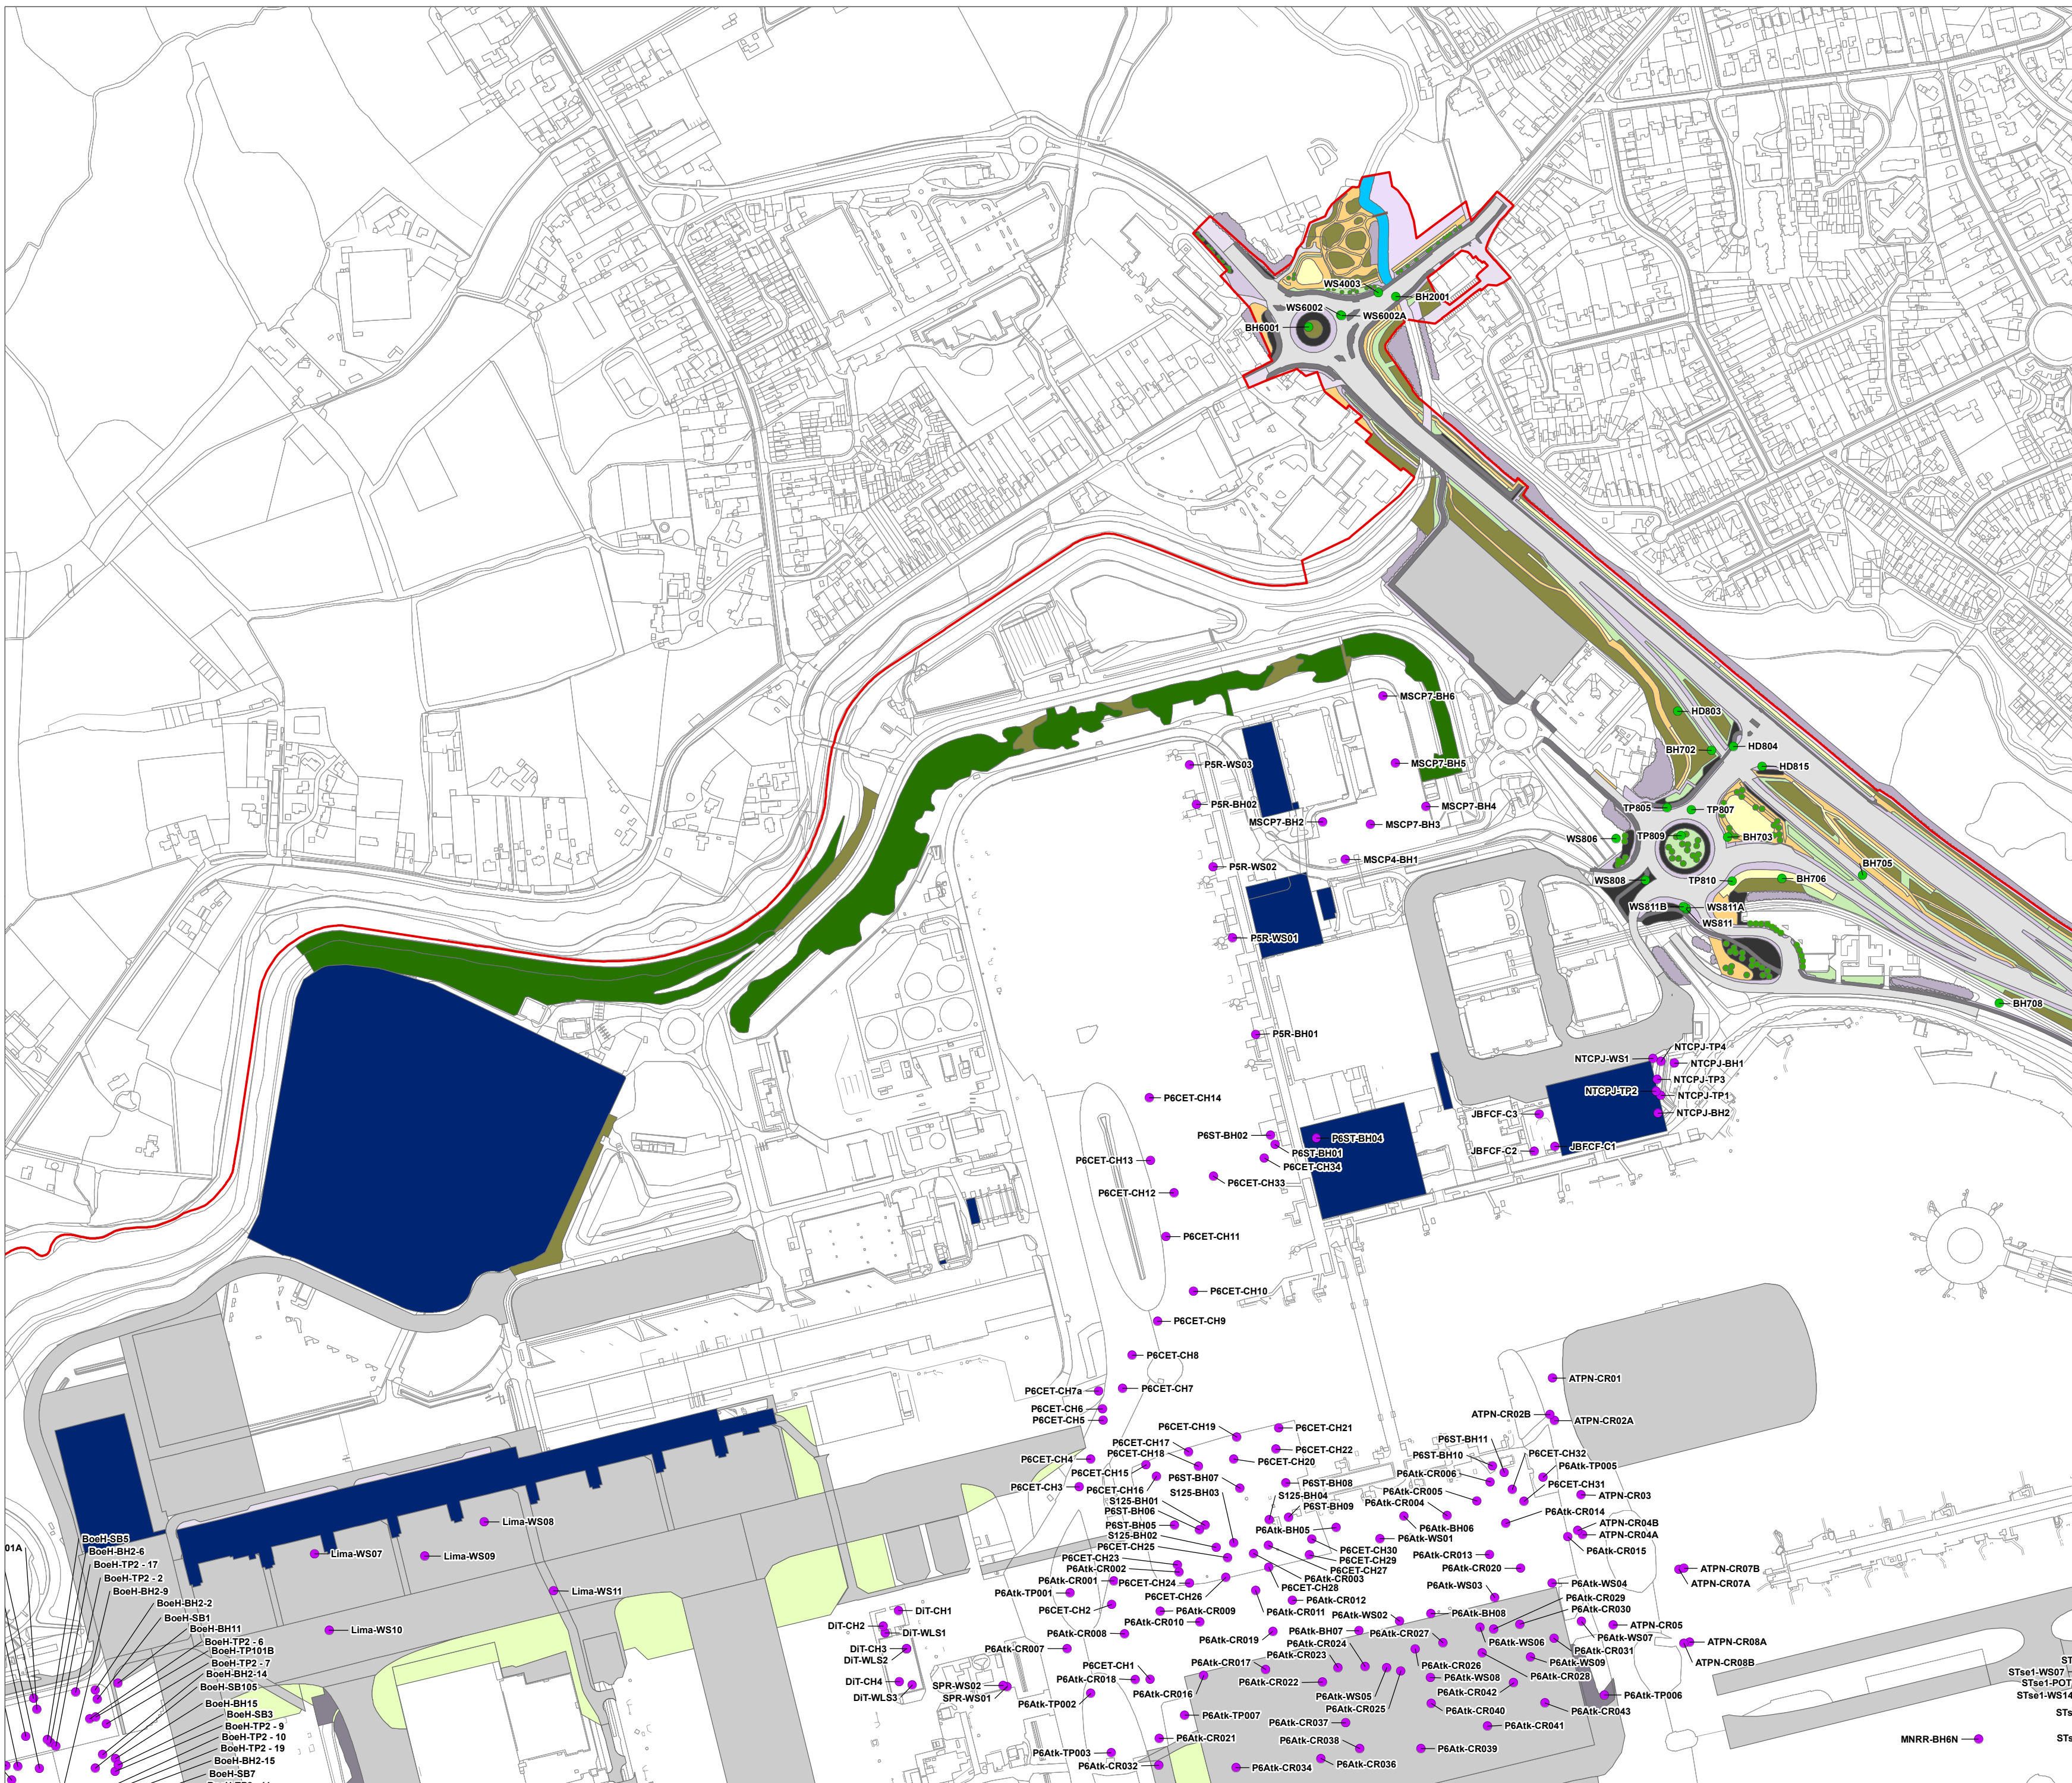 WS4003
BH2001
WS6002
WS6002A
BH6001
MSCP7-BH6
HD803
BH702
HD804
MSCP7-BH5
P5R-WS03
HD815
P5R-BH02
MSCP7-BH4
TP805
TP807
MSCP7-BH2
MSCP7-BH3
TP809
BH703
WS806
MSCP4-BH1
BH705
P5R-WS02
WS808
TP810
BH706
WS811B
WS811A
WS811
P5R-WS01
BH708
P5R-BH01
NTCPJ-TP4
NTCPJ-WS1
NTCPJ-BH1
NTCPJ-TP3
NTCPJ-TP2
NTCPJ-TP1
P6CET-CH14
NTCPJ-BH2
JBFCF-C3
P6ST-BH02
P6ST-BH04
JBFCF-C1
JBFCF-C2
P6ST-BH01
P6CET-CH13
P6CET-CH34
P6CET-CH33
P6CET-CH12
P6CET-CH11
P6CET-CH10
P6CET-CH9
P6CET-CH8
ATPN-CR01
P6CET-CH7a
P6CET-CH7
P6CET-CH6
ATPN-CR02B
P6CET-CH5
ATPN-CR02A
P6CET-CH19
P6CET-CH21
P6ST-BH11
P6CET-CH17
P6CET-CH22
P6CET-CH18
P6ST-BH10
P6CET-CH32
P6CET-CH4
P6CET-CH20
P6Atk-TP005
P6CET-CH15
P6ST-BH07
P6Atk-CR006
P6CET-CH3
P6CET-CH16
P6ST-BH08
P6CET-CH31
S125-BH03
S125-BH04
P6Atk-CR005
ATPN-CR03
S125-BH01
P6ST-BH09
P6Atk-CR004
P6Atk-CR014
P6ST-BH06
Lima-WS08
P6ST-BH05
P6Atk-BH05
P6Atk-BH06
ATPN-CR04B
S125-BH02
P6Atk-WS01
ATPN-CR04A
BoeH-SB5
P6CET-CH25
P6CET-CH30
P6Atk-CR015
01A
BoeH-BH2-6
Lima-WS07
Lima-WS09
P6CET-CH23
P6CET-CH29
P6Atk-CR013
BoeH-TP2 - 17
P6Atk-CR002
P6CET-CH27
P6Atk-CR020
ATPN-CR07B
BoeH-TP2 - 2
P6Atk-CR001
P6CET-CH24
P6Atk-CR003
ATPN-CR07A
BoeH-BH2-9
Lima-WS11
P6Atk-TP001
P6CET-CH28
P6Atk-WS03
P6Atk-WS04
BoeH-BH2-2
P6CET-CH26
P6Atk-CR012
P6Atk-CR029
BoeH-SB1
DiT-CH1
P6CET-CH2
P6Atk-CR009
P6Atk-CR011
P6Atk-WS02
P6Atk-BH08
P6Atk-CR030
BoeH-BH11
Lima-WS10
DiT-CH2
DiT-WLS1
P6Atk-CR010
P6Atk-BH07
ATPN-CR05
BoeH-TP2 - 6
P6Atk-CR008
P6Atk-CR019
P6Atk-CR027
P6Atk-WS06
P6Atk-WS07
ATPN-CR08A
BoeH-TP101B
DiT-CH3
P6Atk-CR007
P6Atk-CR024
P6Atk-CR031
BoeH-TP2 - 7
DiT-WLS2
P6Atk-CR023
P6Atk-WS09
ATPN-CR08B
BoeH-BH2-14
P6Atk-CR017
P6Atk-CR026
ST
BoeH-SB105
DiT-CH4
P6CET-CH1
P6Atk-CR022
P6Atk-WS08
P6Atk-CR028
STse1-WS07
SPR-WS02
P6Atk-CR018
STse1-POT
DiT-WLS3
SPR-WS01
P6Atk-CR016
P6Atk-WS05
P6Atk-CR042
P6Atk-TP006
STse1-WS14
BoeH-BH15
P6Atk-TP002
P6Atk-CR025
P6Atk-CR040
P6Atk-CR043
BoeH-SB3
P6Atk-TP007
STs
BoeH-TP2 - 9
P6Atk-CR037
P6Atk-CR041
BoeH-TP2 - 10
P6Atk-CR021
MNRR-BH6N
STs
BoeH-TP2 - 19
P6Atk-TP003
P6Atk-CR038
P6Atk-CR039
BoeH-BH2-15
P6Atk-CR032
P6Atk-CR034
P6Atk-CR036
BoeH-SB7